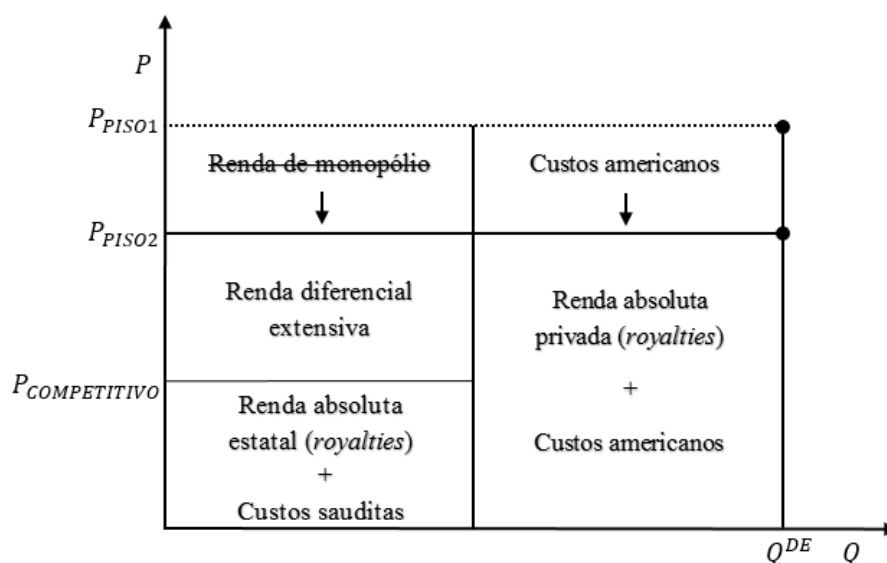 P
P_PISO1
Renda de monopólio
Custos americanos
P_PISO2
Renda diferencial
extensiva
Renda absoluta
privada (royalties)
+
Custos americanos
P_COMPETITIVO
Renda absoluta
estatal (royalties)
+
Custos sauditas
Q^DE
Q